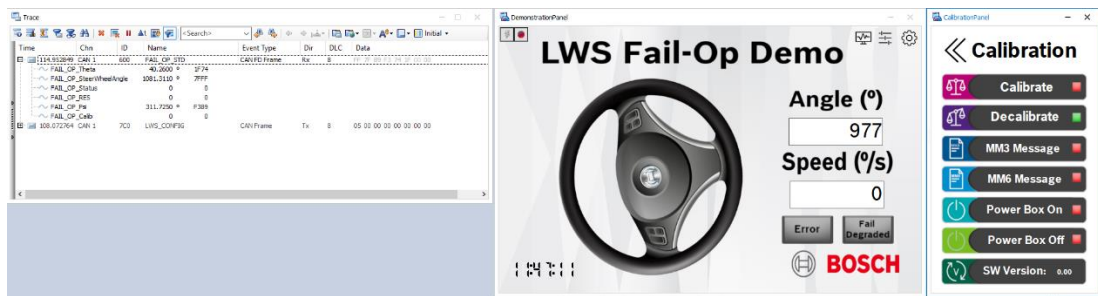 Trace
<Search>
Initial
Time Chn ID Name Event Type Dir DLC Data
114.932849 CAN 1 600 FAIL_OP_STD CAN FD Frame Rx 8
FAIL_OP_Theta 40.2600 ° 1F74
FAIL_OP_SteerWheelAngle 1081.3110 ° 7FFF
FAIL_OP_Status 0 0
FAIL_OP_RES 0 0
FAIL_OP_Psi 311.7250 ° F389
FAIL_OP_Calib 0 0
108.072764 CAN 1 7C0 LWS_CONFIG CAN Frame Tx 8 05 00 00 00 00 00 00 00
DemonstrationPanel
LWS Fail-Op Demo
Angle (º)
977
Speed (º/s)
0
Error
Fail
Degraded
BOSCH
CalibrationPanel
Calibration
Calibrate
Decalibrate
MM3 Message
MM6 Message
Power Box On
Power Box Off
SW Version: 0.00